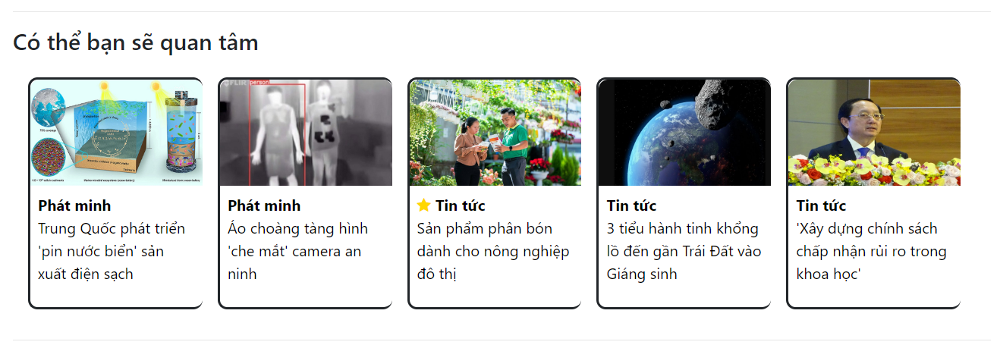 Có thể bạn sẽ quan tâm
Phát minh
Trung Quốc phát triển
'pin nước biển' sản
xuất điện sạch
person
Phát minh
Áo choàng tàng hình
'che mắt' camera an
ninh
Tin tức
Sản phẩm phân bón
dành cho nông nghiệp
đô thị
Tin tức
3 tiểu hành tinh khổng
lồ đến gần Trái Đất vào
Giáng sinh
Tin tức
'Xây dựng chính sách
chấp nhận rủi ro trong
khoa học'